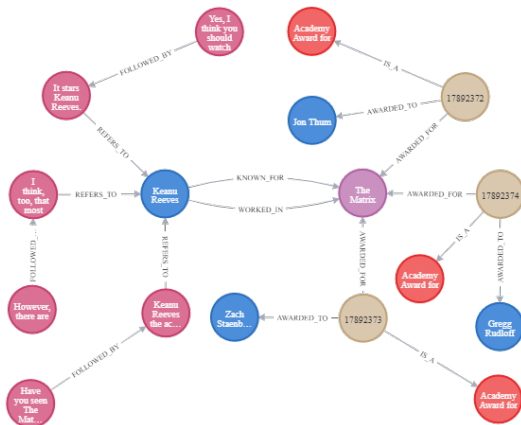 Yes, I
think you
should
watch
Academy
Award for
FOLLOWED_BY
IS_A
It stars
Keanu
Reeves.
17892372
AWARDED_TO
Jon Thum
REFERS_TO
AWARDED_FOR
I
think,
too, that
most
REFERS_TO
Keanu
Reeves
KNOWN_FOR
WORKED_IN
The
Matrix
AWARDED_FOR
17892374
FOLLOWED_...
REFERS_TO
AWARDED_FOR
IS_A
AWARDED_TO
Academy
Award for
However,
there are
Keanu
Reeves
the ac...
Zach
Staenb...
AWARDED_TO
17892373
Gregg
Rudloff
FOLLOWED_BY
IS_A
Have you
seen
The
Mat...
Academy
Award for